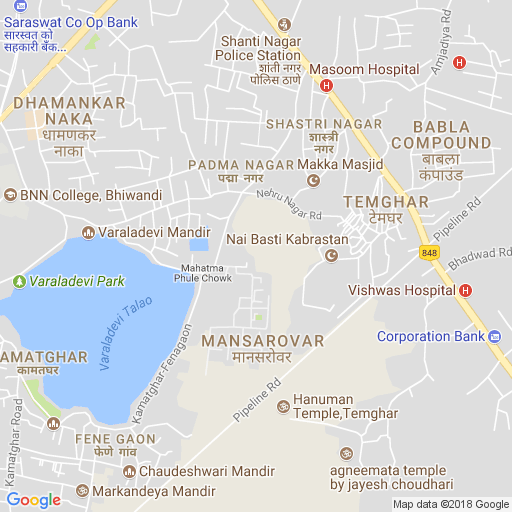 Saraswat Co Op Bank
सारस्वत को
सहकारी बँक...
Shanti Nagar
Police Station
शांती नगर
पोलिस ठाणे
Masoom Hospital
Amjadiya Rd
DHAMANKAR
NAKA
धामणकर
नाका
SHASTRI NAGAR
शास्त्री
नगर
BABLA
COMPOUND
बाबला
कंपाउंड
PADMA NAGAR
पद्मा नगर
Makka Masjid
BNN College, Bhiwandi
Nehru Nagar Rd
TEMGHAR
टेमघर
Pipeline Rd
Varaladevi Mandir
Nai Basti Kabrastan
848
Bhadwad Rd
Mahatma
Phule Chowk
Varaladevi Park
Varaladevi Talao
Vishwas Hospital
Corporation Bank
MANSAROVAR
मानसरोवर
AMATGHAR
कामतघर
Kamatghar-Fenagaon
Pipeline Rd
Hanuman
Temple,Temghar
Kamatghar Road
FENE GAON
फेणे गांव
Chaudeshwari Mandir
agneemata temple
by jayesh choudhari
Markandeya Mandir
Google
Map data ©2018 Google